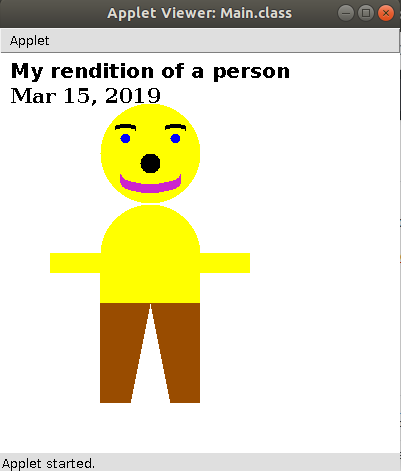 Applet Viewer: Main.class
Applet
My rendition of a person
Mar 15, 2019
Applet started.